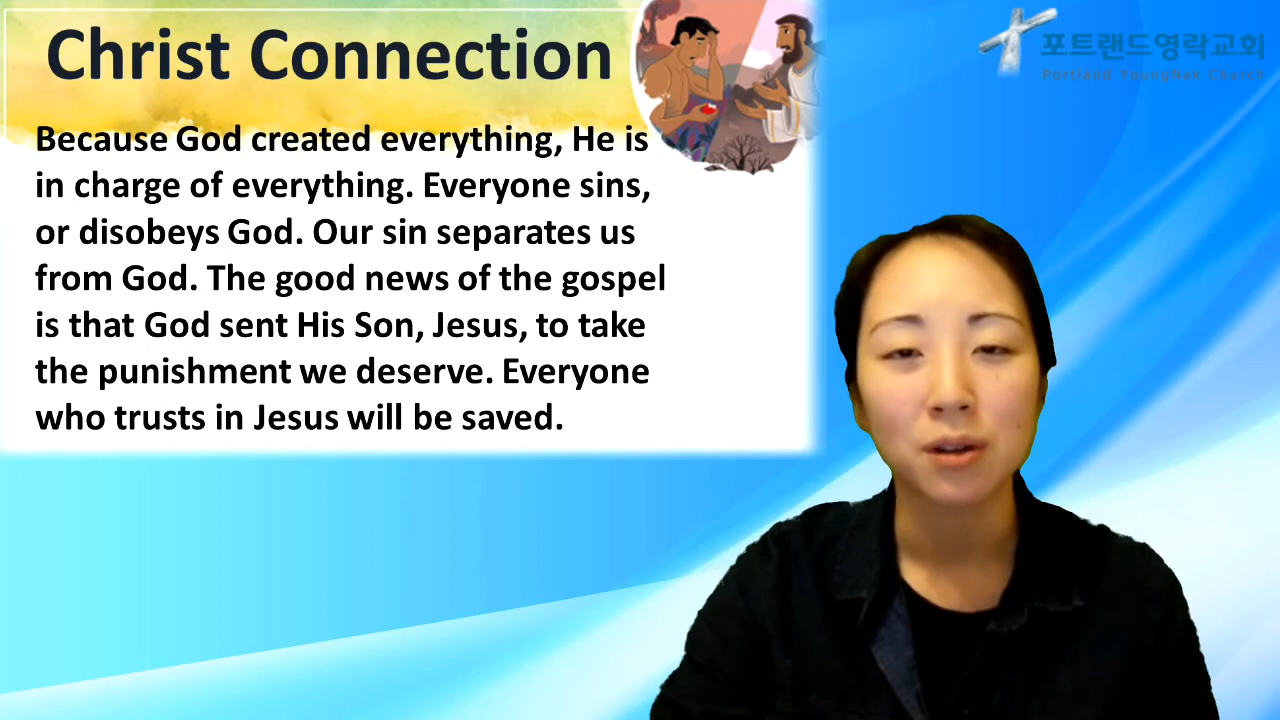 Christ Connection
포트랜드영락교회
Portland YoungNak Church
Because God created everything, He is
in charge of everything. Everyone sins,
or disobeys God. Our sin separates us
from God. The good news of the gospel
is that God sent His Son, Jesus, to take
the punishment we deserve. Everyone
who trusts in Jesus will be saved.